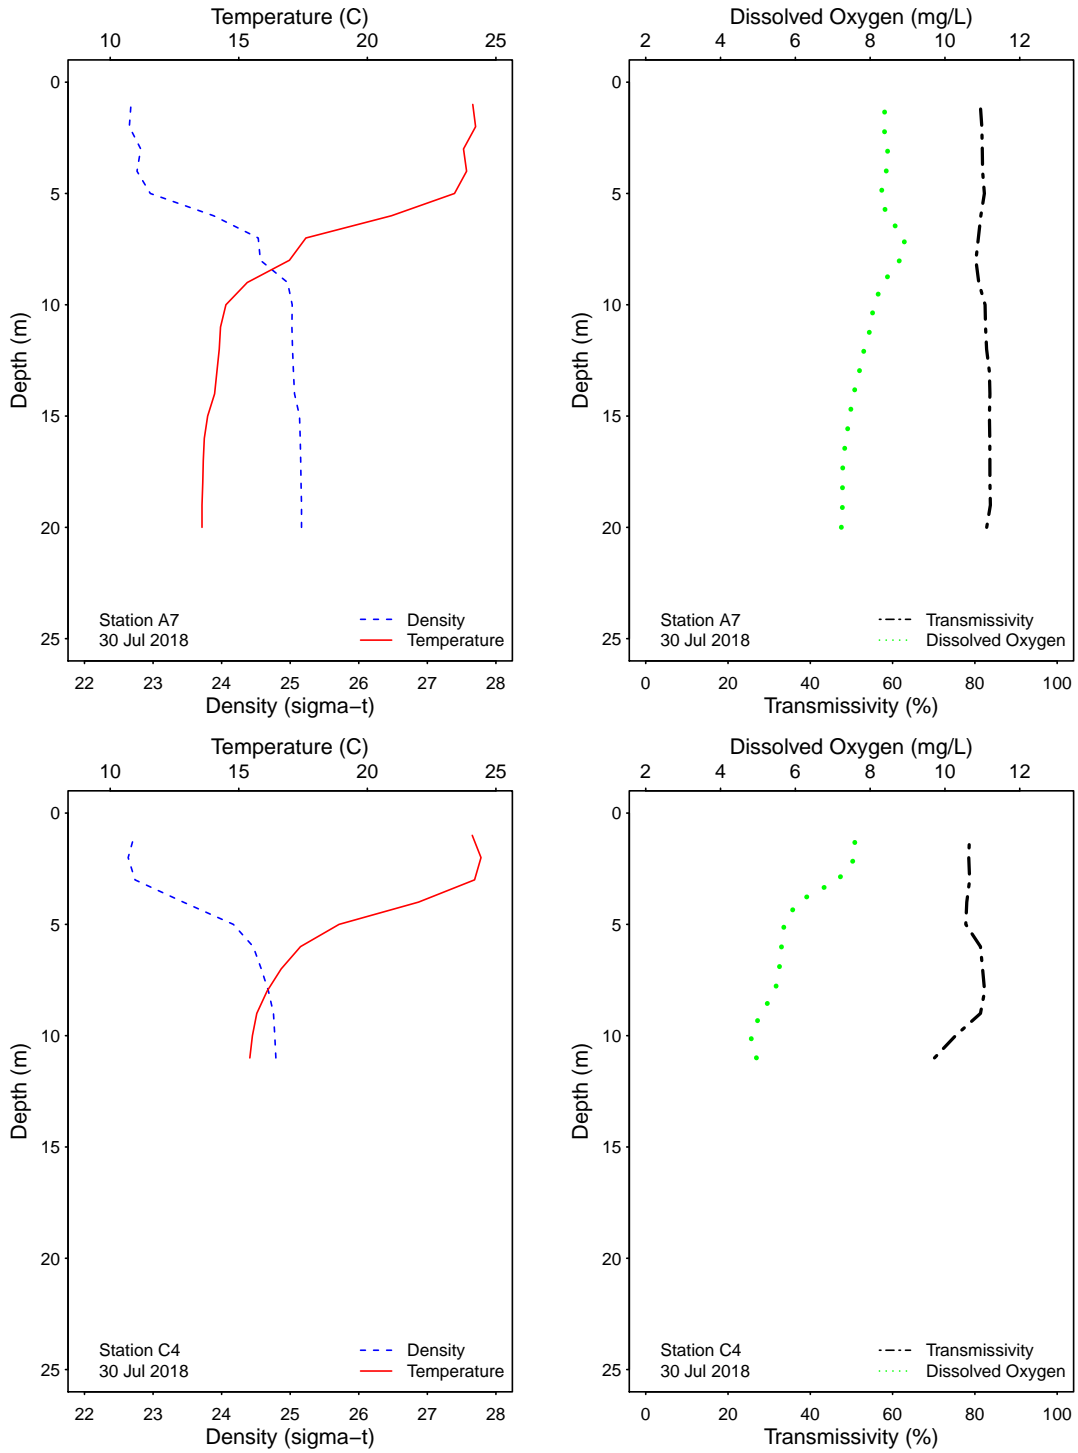 Temperature (C)
10 15 20 25
0
5
10
15
20
25
Depth (m)
Station A7
30 Jul 2018
Density
Temperature
22 23 24 25 26 27 28
Density (sigma−t)
Dissolved Oxygen (mg/L)
2 4 6 8 10 12
0
5
10
15
20
25
Depth (m)
Station A7
30 Jul 2018
Transmissivity
Dissolved Oxygen
0 20 40 60 80 100
Transmissivity (%)
Temperature (C)
10 15 20 25
0
5
10
15
20
25
Depth (m)
Station C4
30 Jul 2018
Density
Temperature
22 23 24 25 26 27 28
Density (sigma−t)
Dissolved Oxygen (mg/L)
2 4 6 8 10 12
0
5
10
15
20
25
Depth (m)
Station C4
30 Jul 2018
Transmissivity
Dissolved Oxygen
0 20 40 60 80 100
Transmissivity (%)